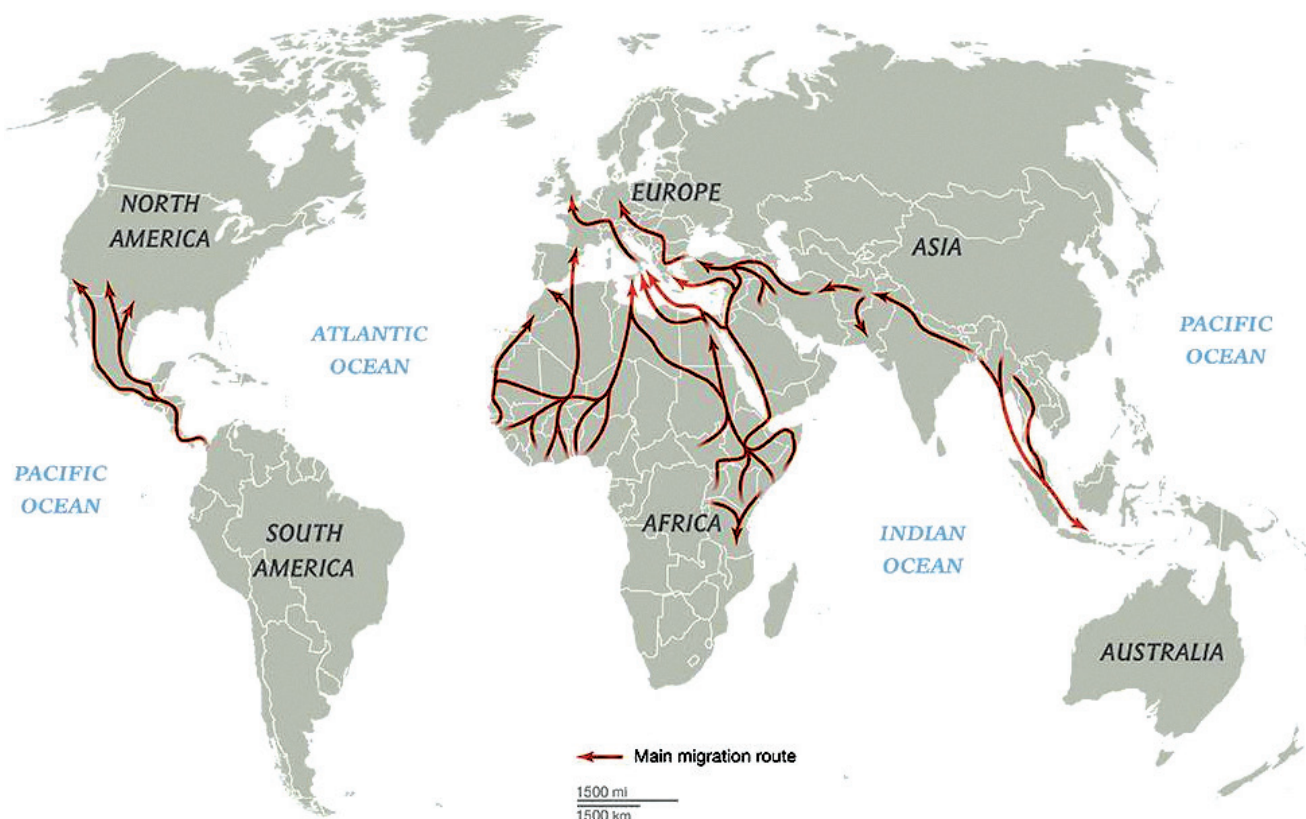 NORTH
AMERICA
EUROPE
ASIA
ATLANTIC
OCEAN
PACIFIC
OCEAN
PACIFIC
OCEAN
SOUTH
AMERICA
AFRICA
INDIAN
OCEAN
AUSTRALIA
Main migration route
1500 mi
1500 km